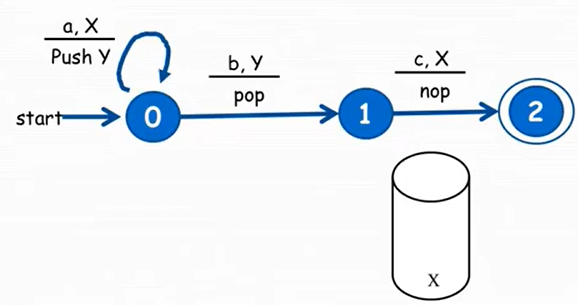 a, X
Push Y
b, Y
pop
c, X
nop
start
0
1
2
X